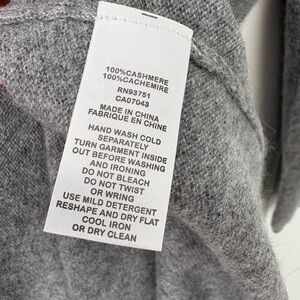 100%CASHMERE
100%CACHEMIRE
RN93751
CA07043
MADE IN CHINA
FABRIQUE EN CHINE
HAND WASH COLD
SEPARATELY
TURN GARMENT INSIDE
OUT BEFORE WASHING
AND IRONING
DO NOT BLEACH
DO NOT TWIST
OR WRING
USE MILD DETERGENT
RESHAPE AND DRY FLAT
COOL IRON
OR DRY CLEAN